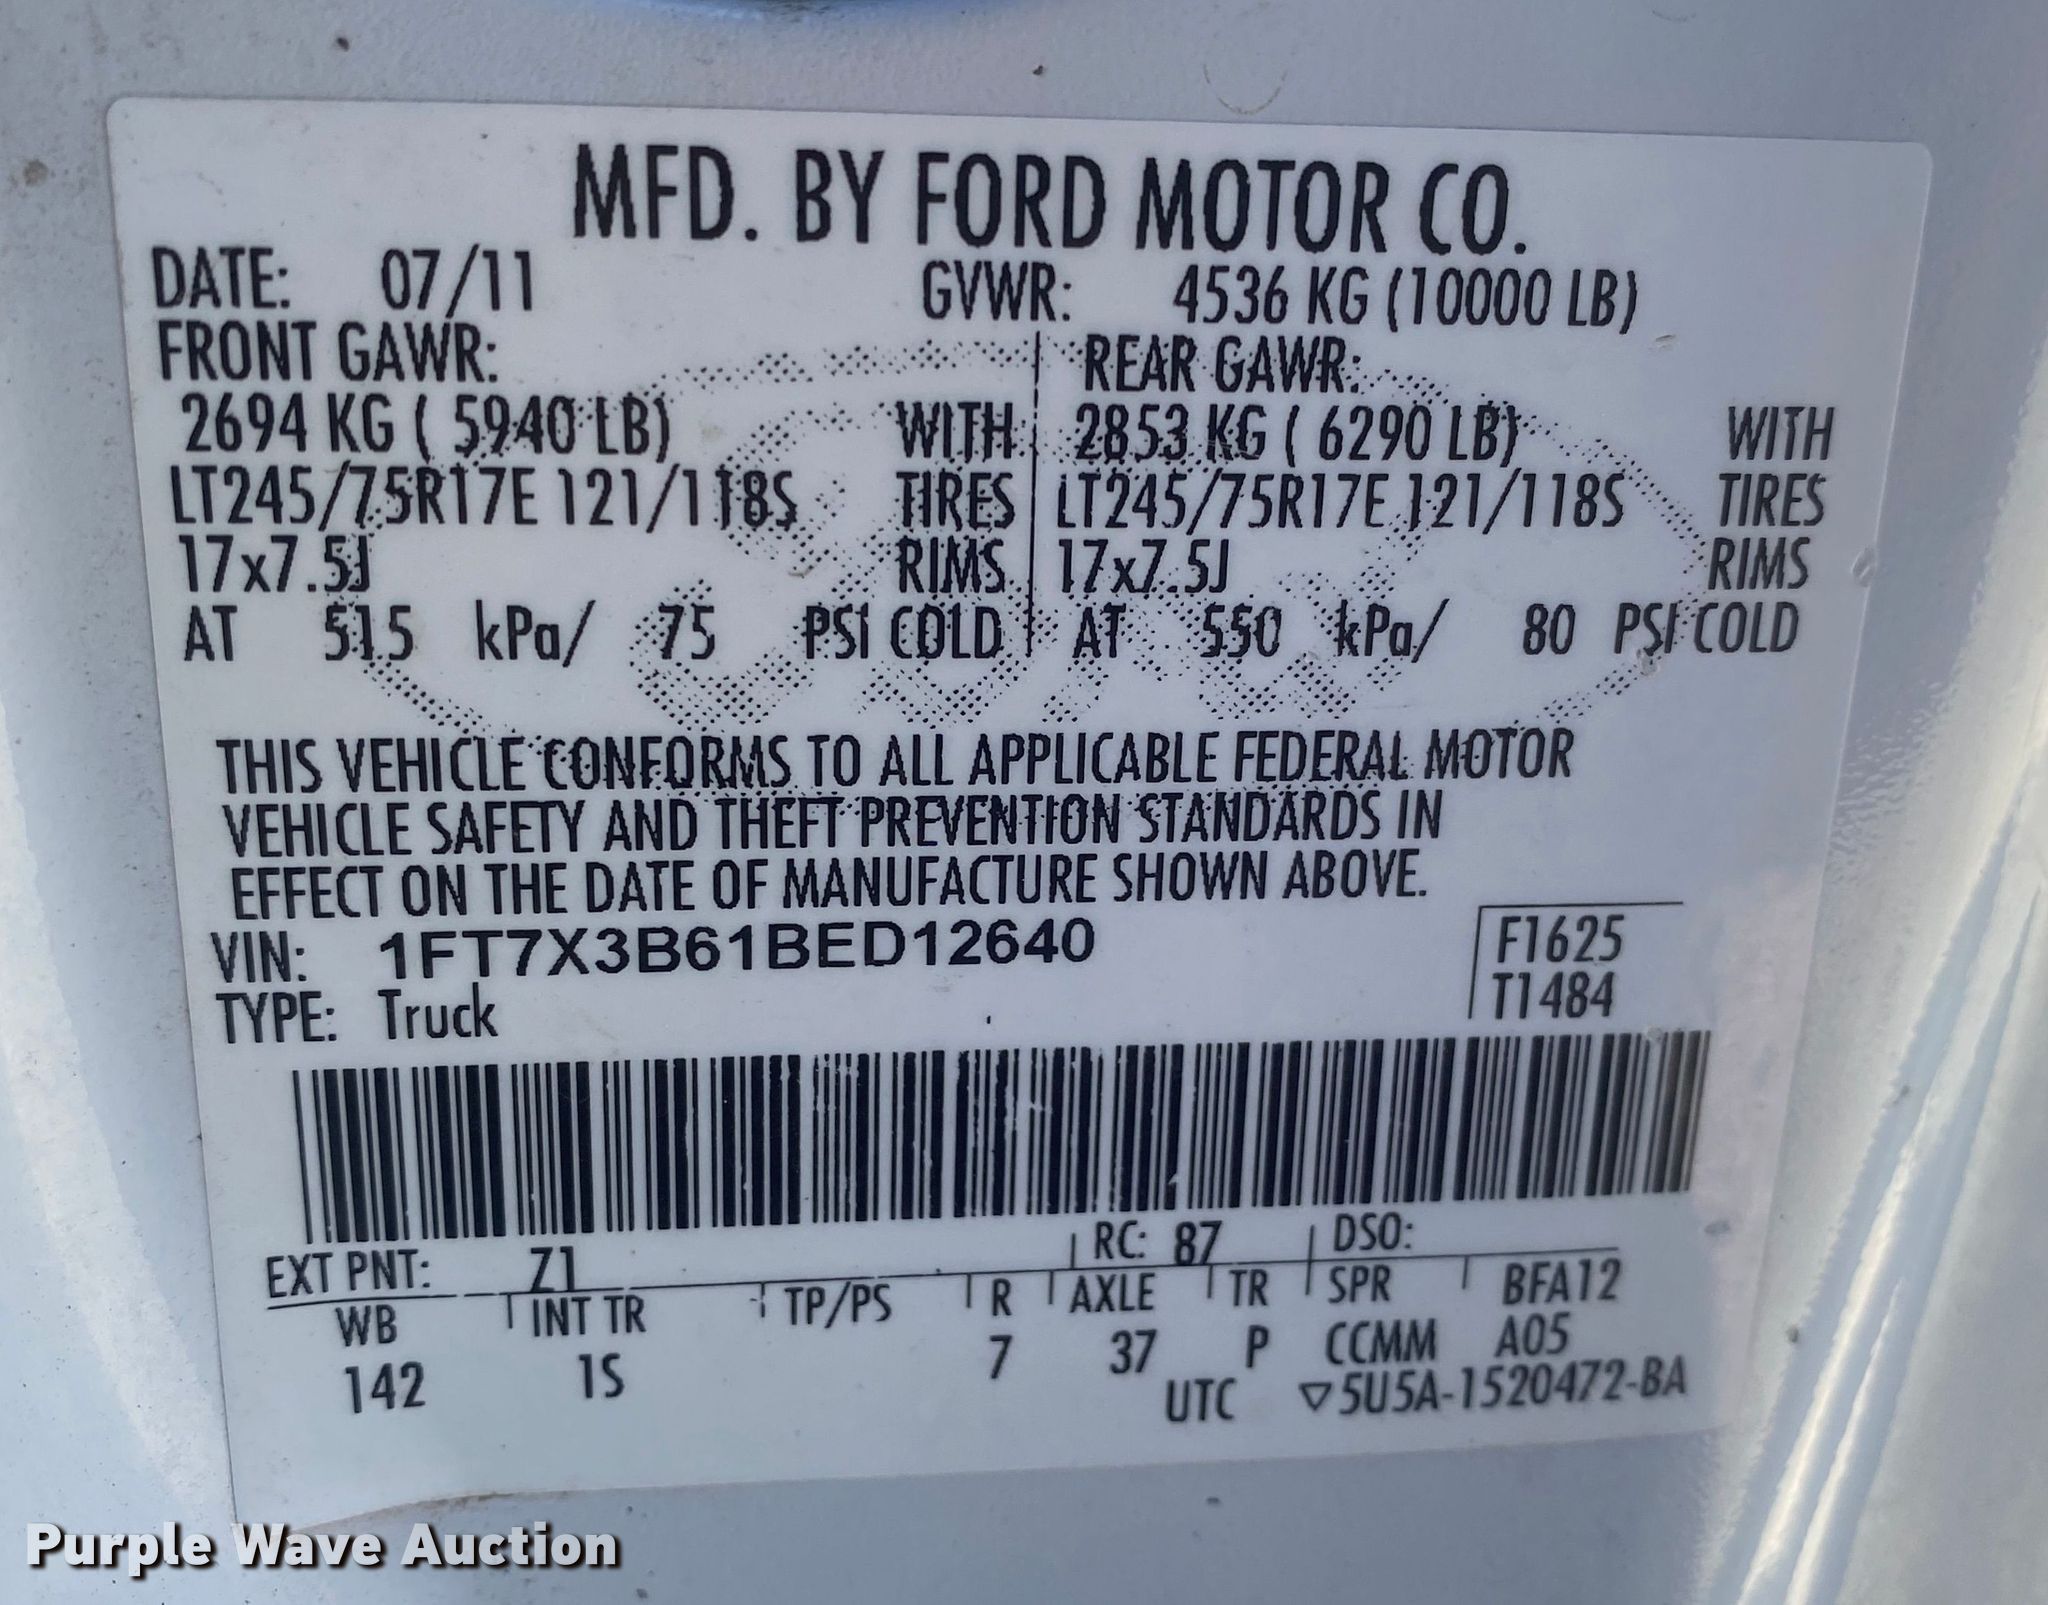 MFD. BY FORD MOTOR CO.
DATE: 07/11 GVWR: 4536 KG (10000 LB)
FRONT GAWR: REAR GAWR:
2694 KG ( 5940 LB) WITH 2853 KG ( 6290 LB) WITH
LT245/75R17E 121/118S TIRES LT245/75R17E 121/118S TIRES
17x7.5J RIMS 17x7.5J RIMS
AT 515 kPa/ 75 PSI COLD AT 550 kPa/ 80 PSI COLD
THIS VEHICLE CONFORMS TO ALL APPLICABLE FEDERAL MOTOR
VEHICLE SAFETY AND THEFT PREVENTION STANDARDS IN
EFFECT ON THE DATE OF MANUFACTURE SHOWN ABOVE.
VIN: 1FT7X3B61BED12640 F1625
TYPE: Truck T1484
EXT PNT: Z1 RC: 87 DSO:
WB INT TR TP/PS R AXLE TR SPR BFA12
142 1S 7 37 P CCMM A05
UTC ▽5U5A-1520472-BA
Purple Wave Auction